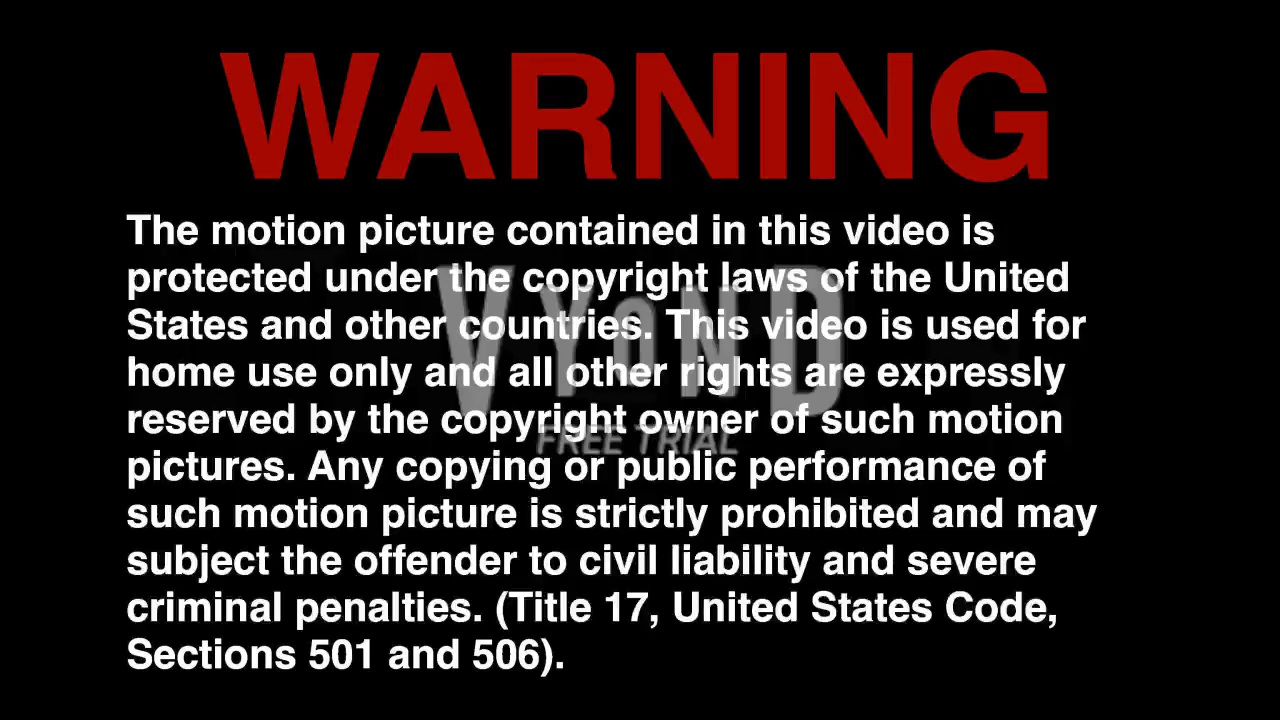 WARNING
The motion picture contained in this video is
protected under the copyright laws of the United
States and other countries. This video is used for
home use only and all other rights are expressly
reserved by the copyright owner of such motion
pictures. Any copying or public performance of
such motion picture is strictly prohibited and may
subject the offender to civil liability and severe
criminal penalties. (Title 17, United States Code,
Sections 501 and 506).
VYOND
FREE TRIAL